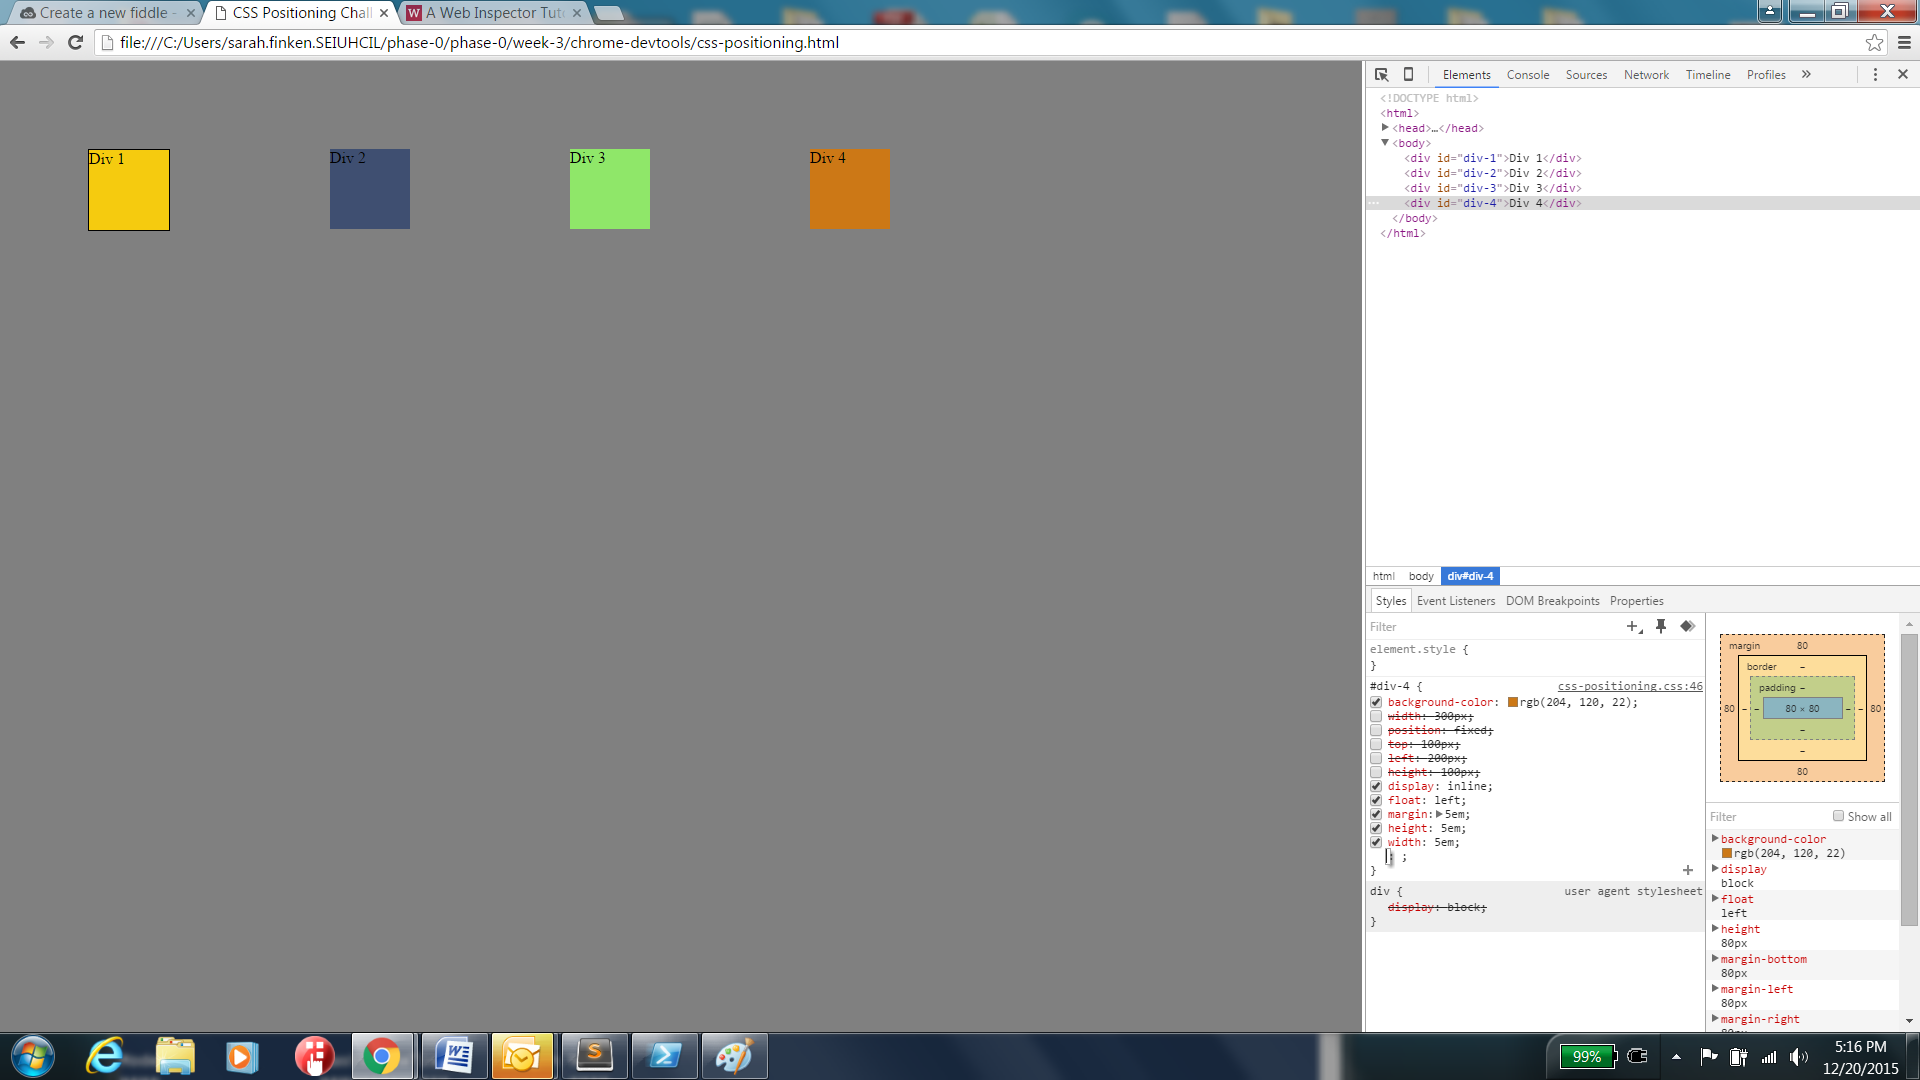 Create a new fiddle -
CSS Positioning Chall
A Web Inspector Tuto
file:///C:/Users/sarah.finken.SEIUHCIL/phase-0/phase-0/week-3/chrome-devtools/css-positioning.html
Div 1
Div 2
Div 3
Div 4
Elements Console Sources Network Timeline Profiles »
<!DOCTYPE html>
<html>
<head>…</head>
<body>
<div id="div-1">Div 1</div>
<div id="div-2">Div 2</div>
<div id="div-3">Div 3</div>
... <div id="div-4">Div 4</div>
</body>
</html>
html body div#div-4
Styles Event Listeners DOM Breakpoints Properties
Filter
element.style {
}
#div-4 { css-positioning.css:46
background-color: rgb(204, 120, 22);
width: 300px;
position: fixed;
top: 100px;
left: 200px;
height: 100px;
display: inline;
float: left;
margin: 5em;
height: 5em;
width: 5em;
: ;
}
div { user agent stylesheet
display: block;
}
margin 80
border –
padding –
80 – – 80 × 80 – – 80
–
–
80
Filter Show all
background-color
rgb(204, 120, 22)
display
block
float
left
height
80px
margin-bottom
80px
margin-left
80px
margin-right
80px
99%
5:16 PM
12/20/2015